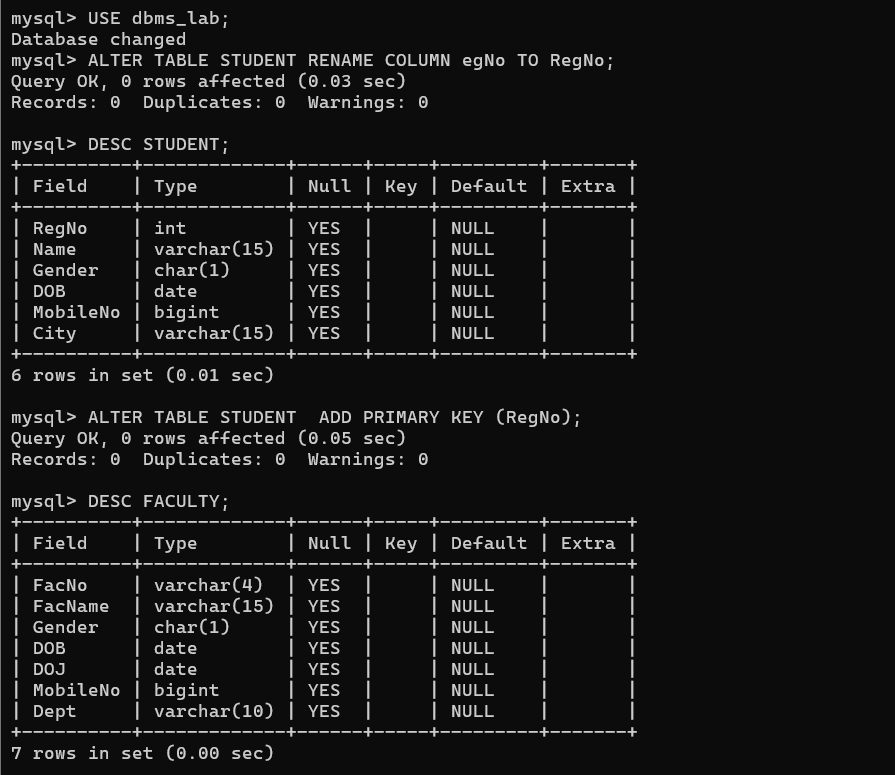 mysql> USE dbms_lab;
Database changed
mysql> ALTER TABLE STUDENT RENAME COLUMN egNo TO RegNo;
Query OK, 0 rows affected (0.03 sec)
Records: 0  Duplicates: 0  Warnings: 0

mysql> DESC STUDENT;
+----------+-------------+------+-----+---------+-------+
| Field    | Type        | Null | Key | Default | Extra |
+----------+-------------+------+-----+---------+-------+
| RegNo    | int         | YES  |     | NULL    |       |
| Name     | varchar(15) | YES  |     | NULL    |       |
| Gender   | char(1)     | YES  |     | NULL    |       |
| DOB      | date        | YES  |     | NULL    |       |
| MobileNo | bigint      | YES  |     | NULL    |       |
| City     | varchar(15) | YES  |     | NULL    |       |
+----------+-------------+------+-----+---------+-------+
6 rows in set (0.01 sec)

mysql> ALTER TABLE STUDENT  ADD PRIMARY KEY (RegNo);
Query OK, 0 rows affected (0.05 sec)
Records: 0  Duplicates: 0  Warnings: 0

mysql> DESC FACULTY;
+----------+-------------+------+-----+---------+-------+
| Field    | Type        | Null | Key | Default | Extra |
+----------+-------------+------+-----+---------+-------+
| FacNo    | varchar(4)  | YES  |     | NULL    |       |
| FacName  | varchar(15) | YES  |     | NULL    |       |
| Gender   | char(1)     | YES  |     | NULL    |       |
| DOB      | date        | YES  |     | NULL    |       |
| DOJ      | date        | YES  |     | NULL    |       |
| MobileNo | bigint      | YES  |     | NULL    |       |
| Dept     | varchar(10) | YES  |     | NULL    |       |
+----------+-------------+------+-----+---------+-------+
7 rows in set (0.00 sec)